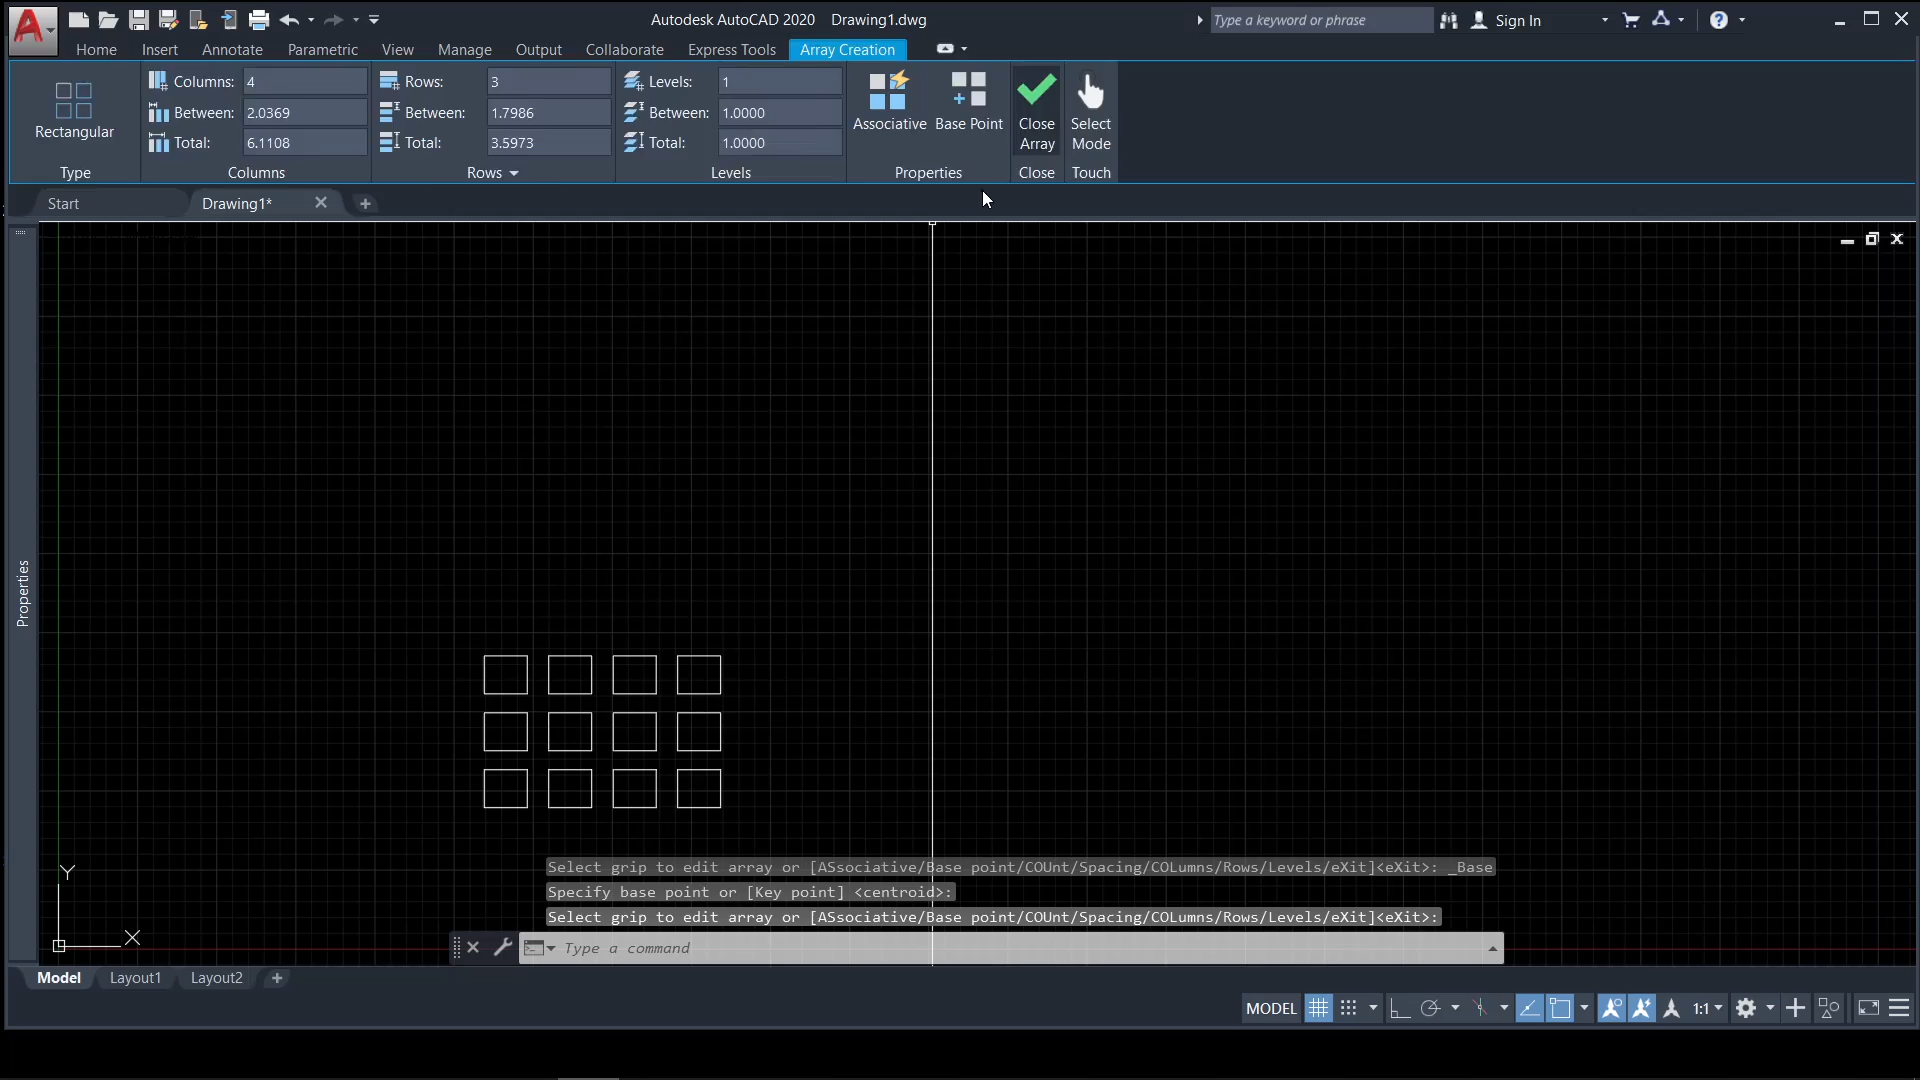 Autodesk AutoCAD 2020 Drawing1.dwg
Type a keyword or phrase
Sign In
Home Insert Annotate Parametric View Manage Output Collaborate Express Tools Array Creation
Columns: 4 Rows: 3 Levels: 1
Between: 2.0369 Between: 1.7986 Between: 1.0000
Total: 6.1108 Total: 3.5973 Total: 1.0000
Rectangular
Associative Base Point
Close
Array
Select
Mode
Type Columns Rows Levels Properties Close Touch
Start Drawing1*
Properties
Y
X
Select grip to edit array or [ASsociative/Base point/COUnt/Spacing/COLumns/Rows/Levels/eXit]<eXit>: _Base
Specify base point or [Key point] <centroid>:
Select grip to edit array or [ASsociative/Base point/COUnt/Spacing/COLumns/Rows/Levels/eXit]<eXit>:
Type a command
Model Layout1 Layout2
MODEL 1:1